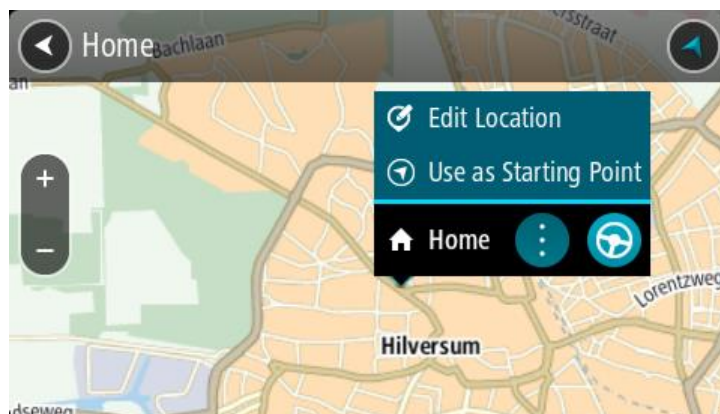 Home
Bachlaan
Edit Location
Use as Starting Point
Home
Lorentzweg
Hilversum